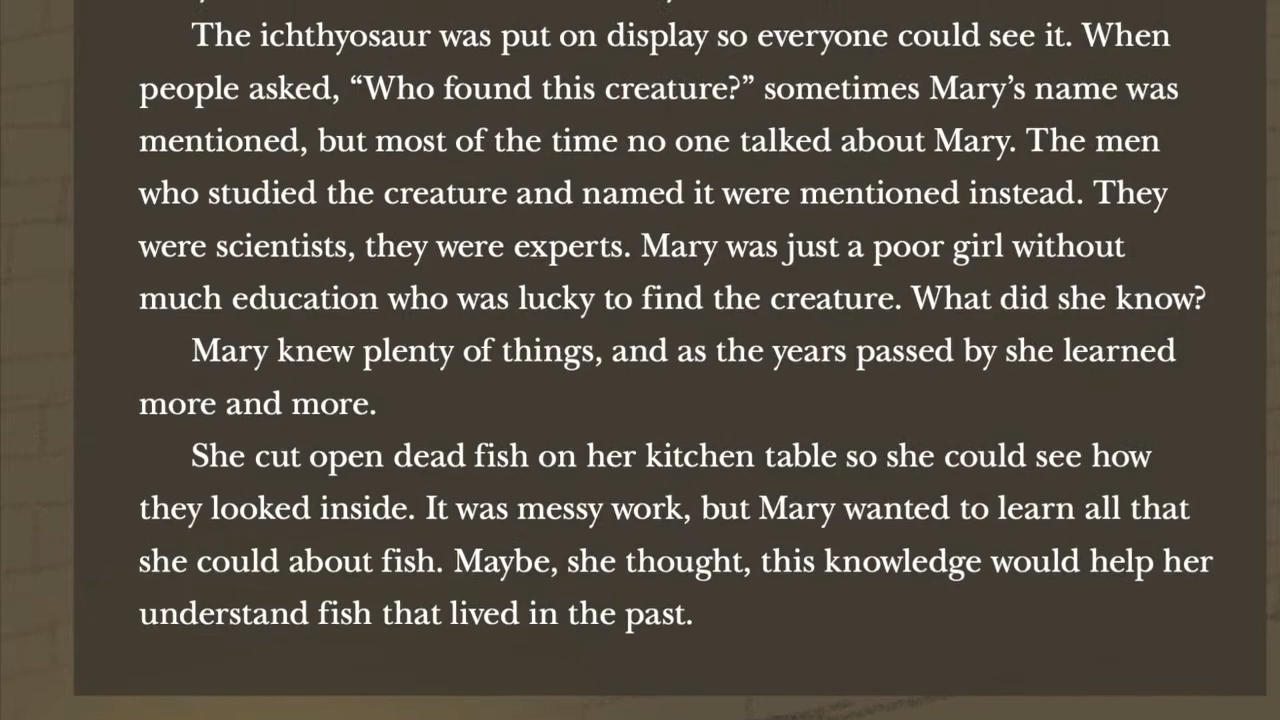 The ichthyosaur was put on display so everyone could see it. When
people asked, “Who found this creature?” sometimes Mary’s name was
mentioned, but most of the time no one talked about Mary. The men
who studied the creature and named it were mentioned instead. They
were scientists, they were experts. Mary was just a poor girl without
much education who was lucky to find the creature. What did she know?
Mary knew plenty of things, and as the years passed by she learned
more and more.
She cut open dead fish on her kitchen table so she could see how
they looked inside. It was messy work, but Mary wanted to learn all that
she could about fish. Maybe, she thought, this knowledge would help her
understand fish that lived in the past.